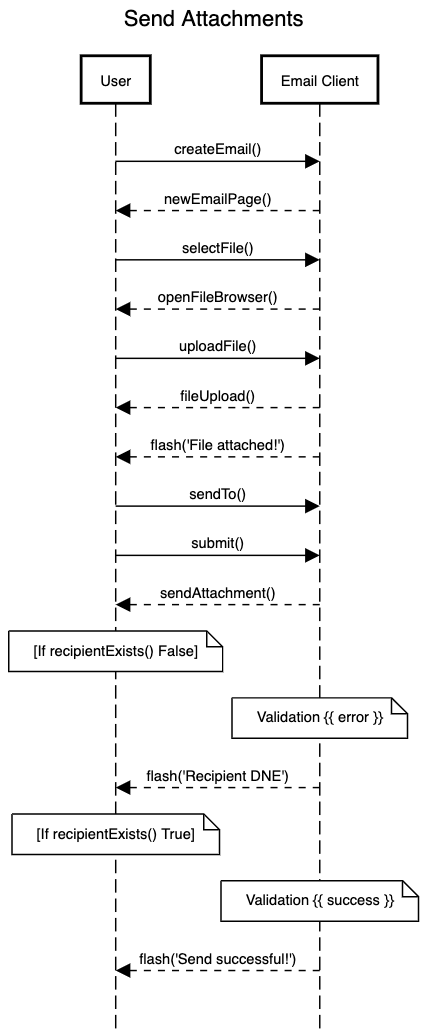 Send Attachments
User
Email Client
createEmail()
newEmailPage()
selectFile()
openFileBrowser()
uploadFile()
fileUpload()
flash('File attached!')
sendTo()
submit()
sendAttachment()
[If recipientExists() False]
Validation {{ error }}
flash('Recipient DNE')
[If recipientExists() True]
Validation {{ success }}
flash('Send successful!')